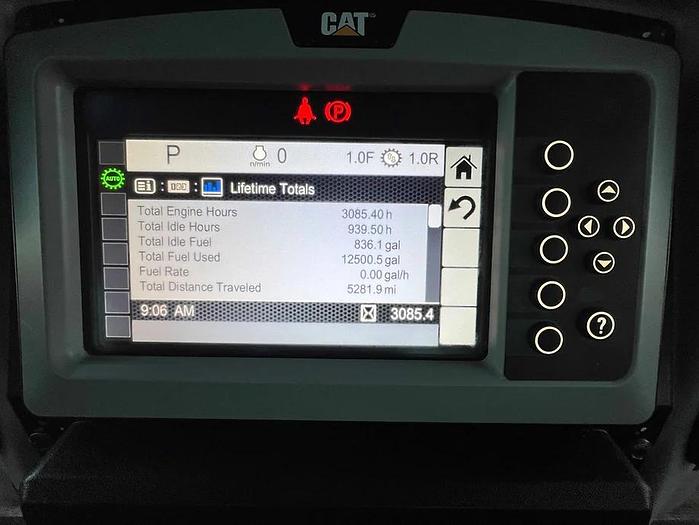 CAT
P
AUTO
P n/min 0 1.0F 1.0R
Lifetime Totals
Total Engine Hours 3085.40 h
Total Idle Hours 939.50 h
Total Idle Fuel 836.1 gal
Total Fuel Used 12500.5 gal
Fuel Rate 0.00 gal/h
Total Distance Traveled 5281.9 mi
9:06 AM 3085.4
?